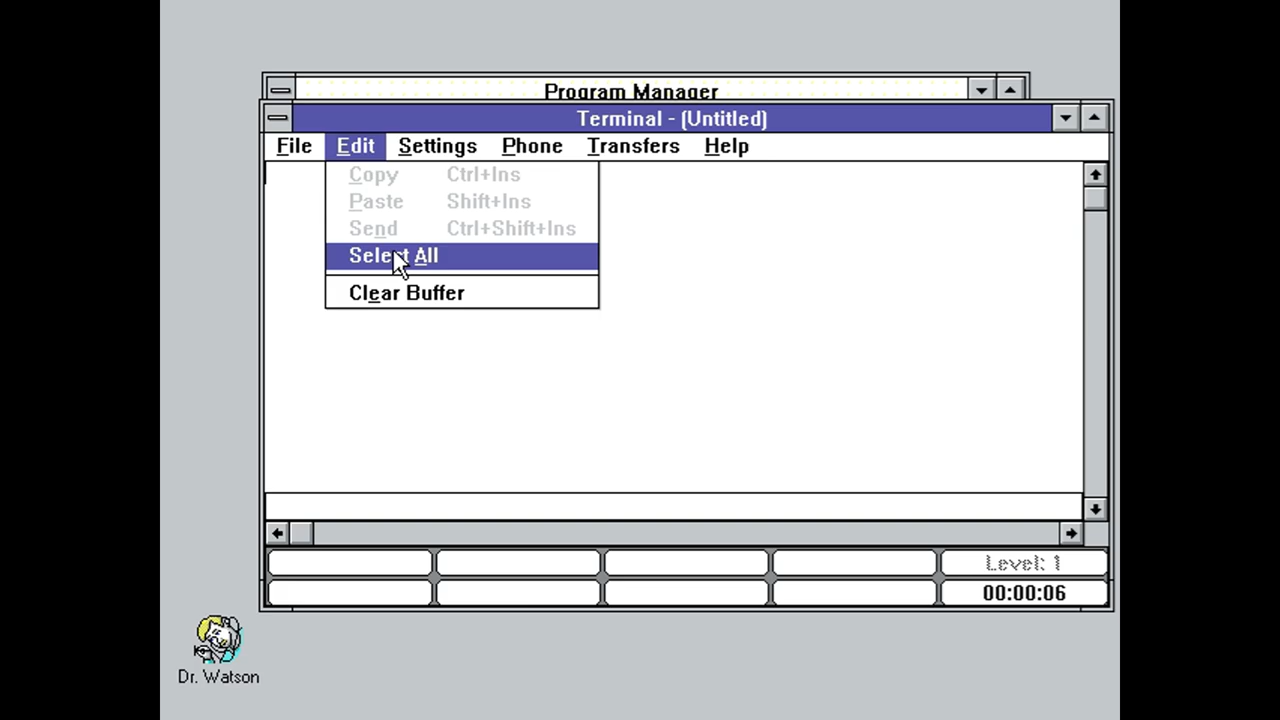 Program Manager
Terminal - (Untitled)
File Edit Settings Phone Transfers Help
Copy Ctrl+Ins
Paste Shift+Ins
Send Ctrl+Shift+Ins
Select All
Clear Buffer
Level: 1
00:00:06
Dr. Watson